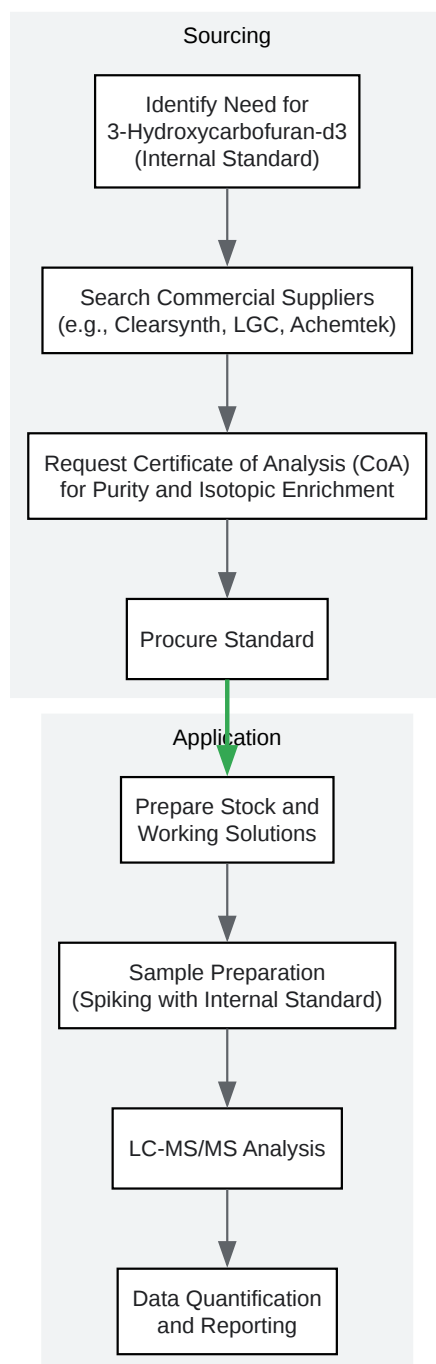 Sourcing
Identify Need for
3-Hydroxycarbofuran-d3
(Internal Standard)
Search Commercial Suppliers
(e.g., Clearsynth, LGC, Achemtek)
Request Certificate of Analysis (CoA)
for Purity and Isotopic Enrichment
Procure Standard
Application
Prepare Stock and
Working Solutions
Sample Preparation
(Spiking with Internal Standard)
LC-MS/MS Analysis
Data Quantification
and Reporting